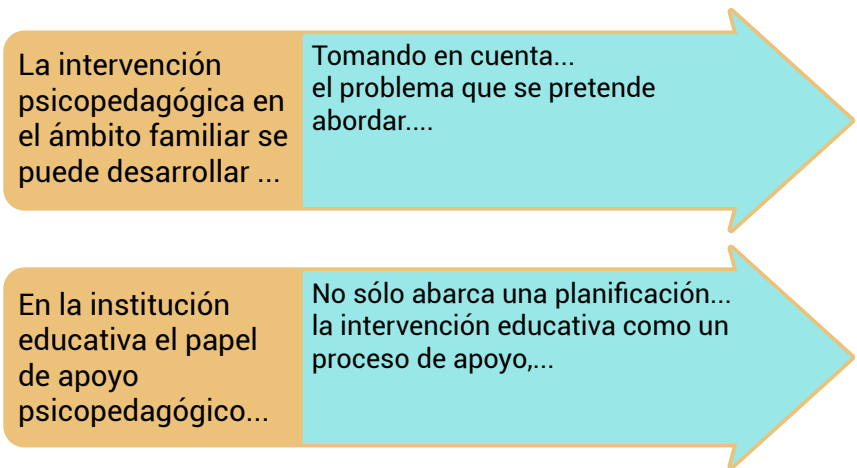 La intervención
psicopedagógica en
el ámbito familiar se
puede desarrollar ...
Tomando en cuenta...
el problema que se pretende
abordar....
En la institución
educativa el papel
de apoyo
psicopedagógico...
No sólo abarca una planificación...
la intervención educativa como un
proceso de apoyo,...